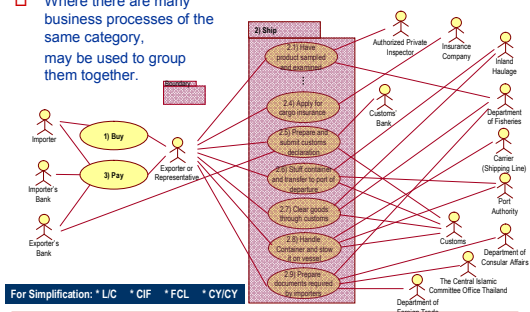 Where there are many
business processes of the
same category,
may be used to group
them together.
Boundary
2) Ship
2.1) Have
product sampled
and examined
⋮
2.4) Apply for
cargo insurance
2.5) Prepare and
submit customs
declaration
2.6) Stuff container
and transfer to port of
departure
2.7) Clear goods
through customs
2.8) Handle
Container and stow
it on vessel
2.9) Prepare
documents required
by importers
1) Buy
3) Pay
Importer
Importer's
Bank
Exporter's
Bank
Exporter or
Representative
Authorized Private
Inspector
Insurance
Company
Inland
Haulage
Customs'
Bank
Department
of Fisheries
Carrier
(Shipping Line)
Port
Authority
Customs
Department of
Consular Affairs
The Central Islamic
Committee Office Thailand
Department of
Foreign Trade
For Simplification: * L/C * CIF * FCL * CY/CY